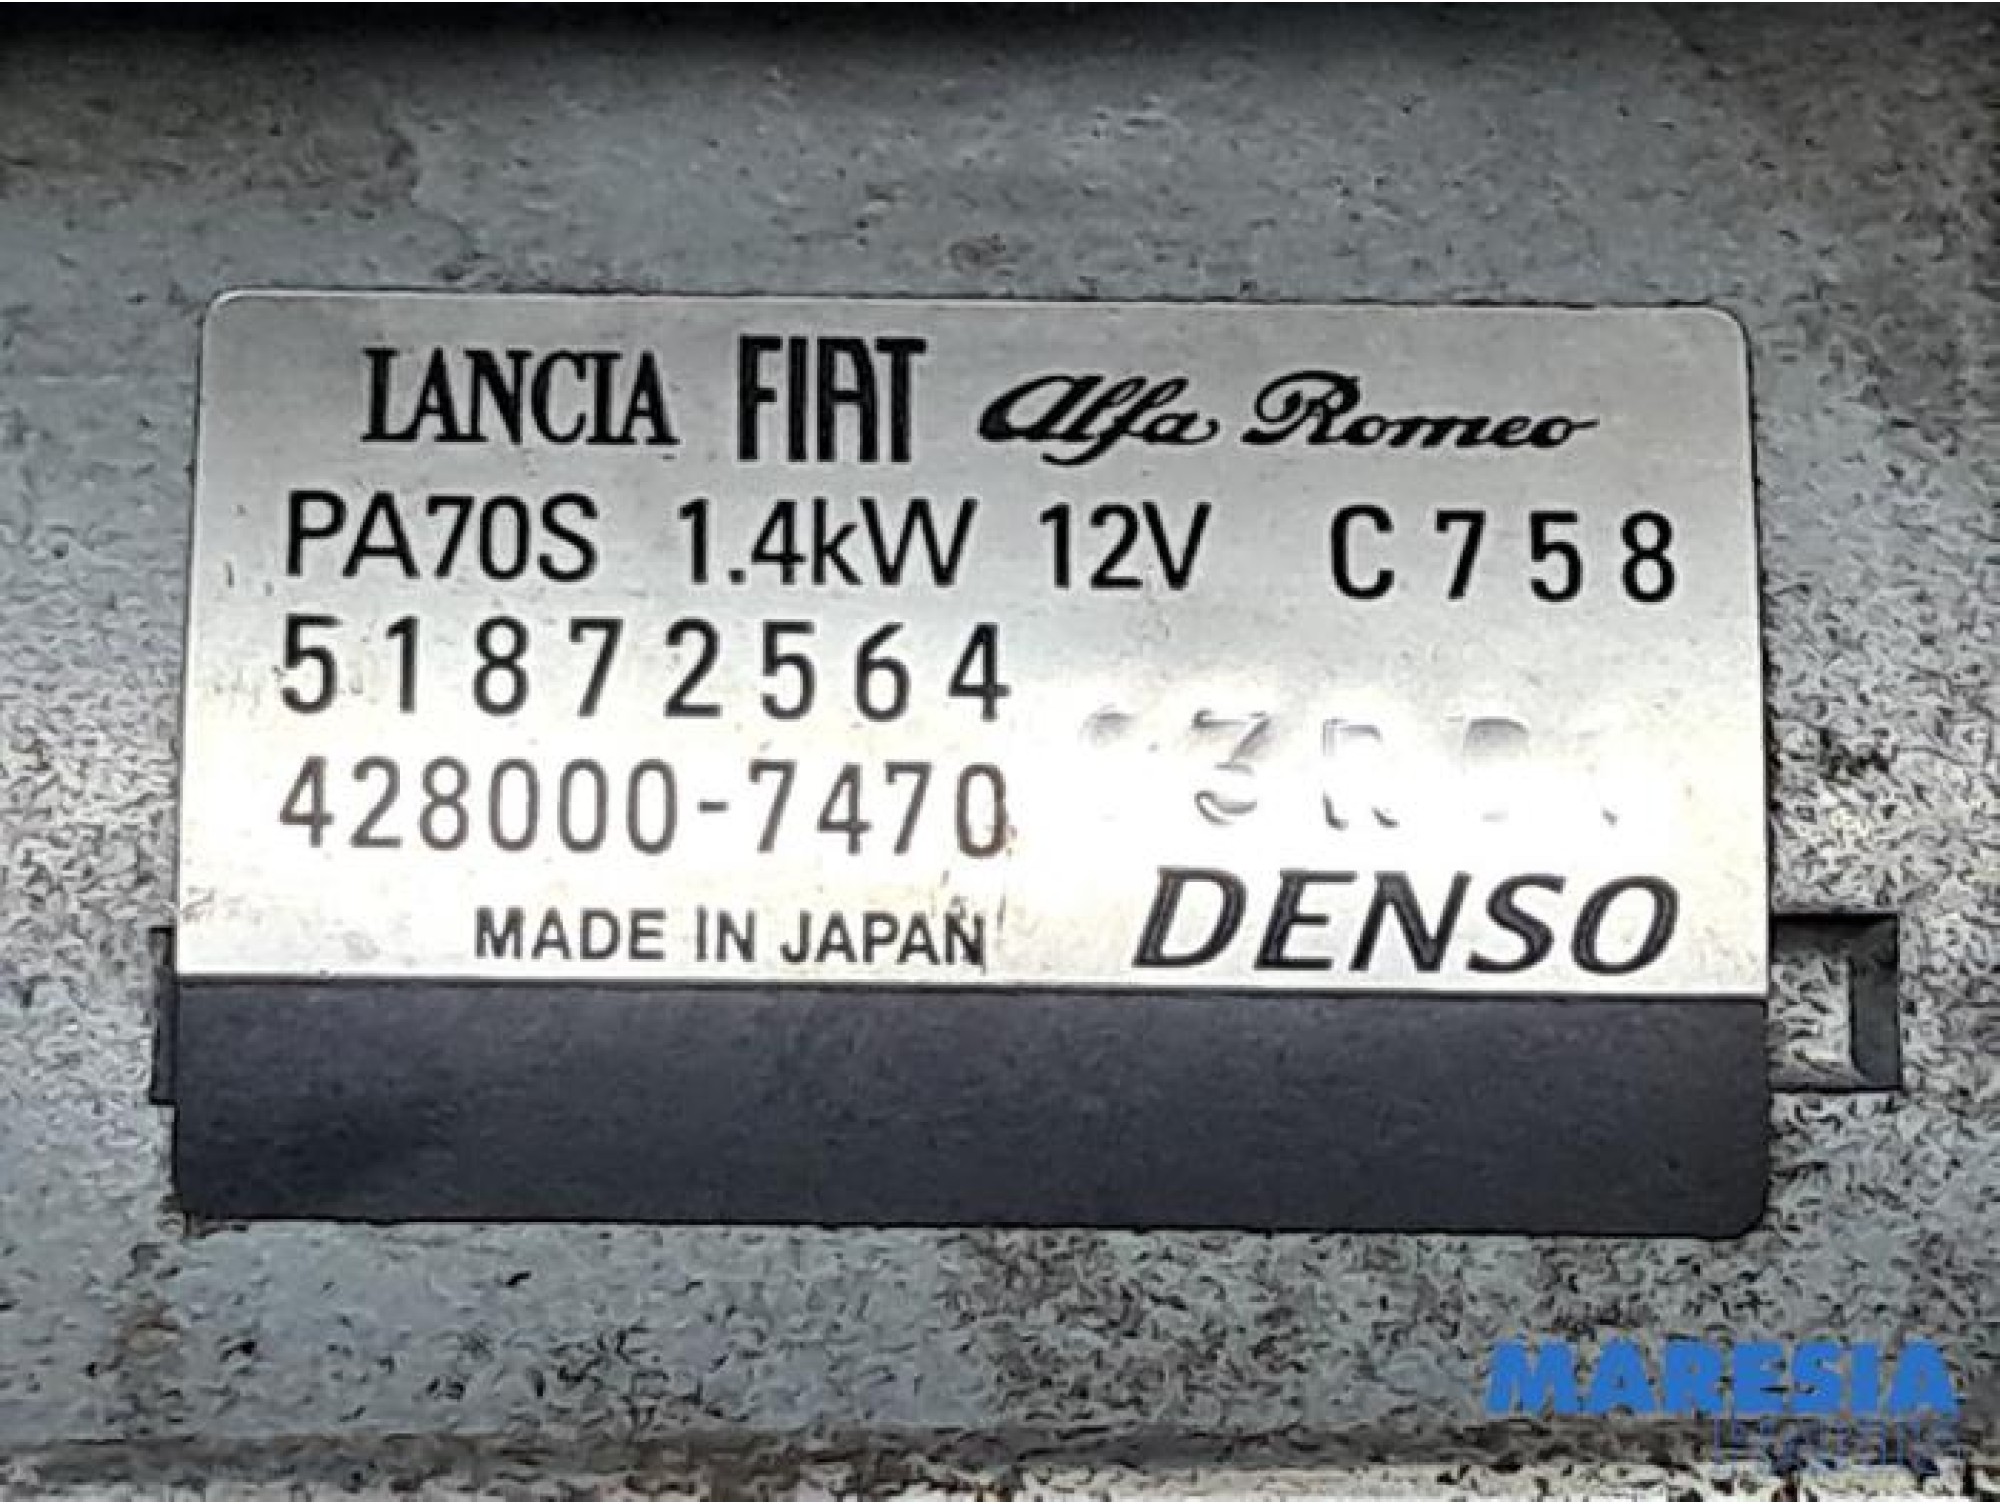 LANCIA FIAT Alfa Romeo
PA70S 1.4kW 12V C758
51872564
428000-7470
MADE IN JAPAN DENSO
MARESIA